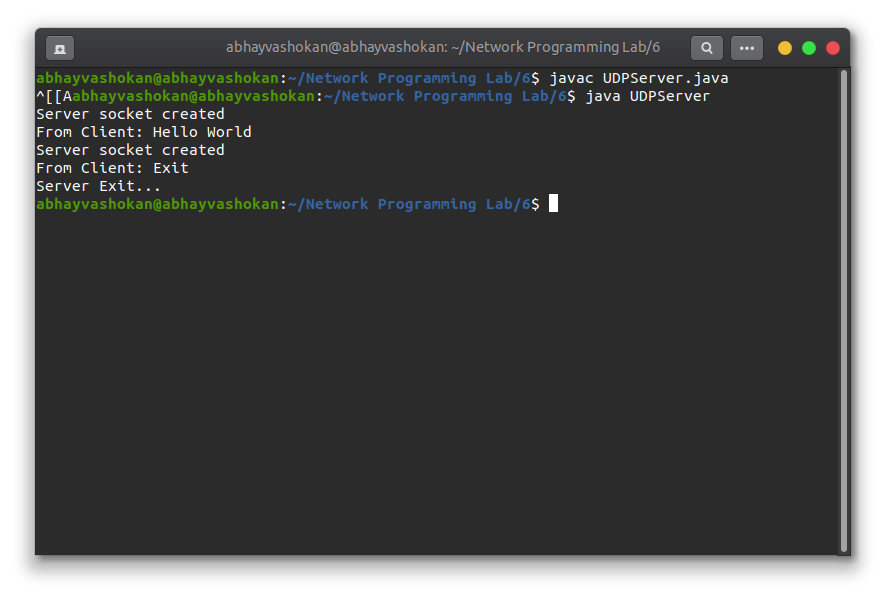 abhayvashokan@abhayvashokan: ~/Network Programming Lab/6
abhayvashokan@abhayvashokan:~/Network Programming Lab/6$ javac UDPServer.java
^[[Aabhayvashokan@abhayvashokan:~/Network Programming Lab/6$ java UDPServer
Server socket created
From Client: Hello World
Server socket created
From Client: Exit
Server Exit...
abhayvashokan@abhayvashokan:~/Network Programming Lab/6$